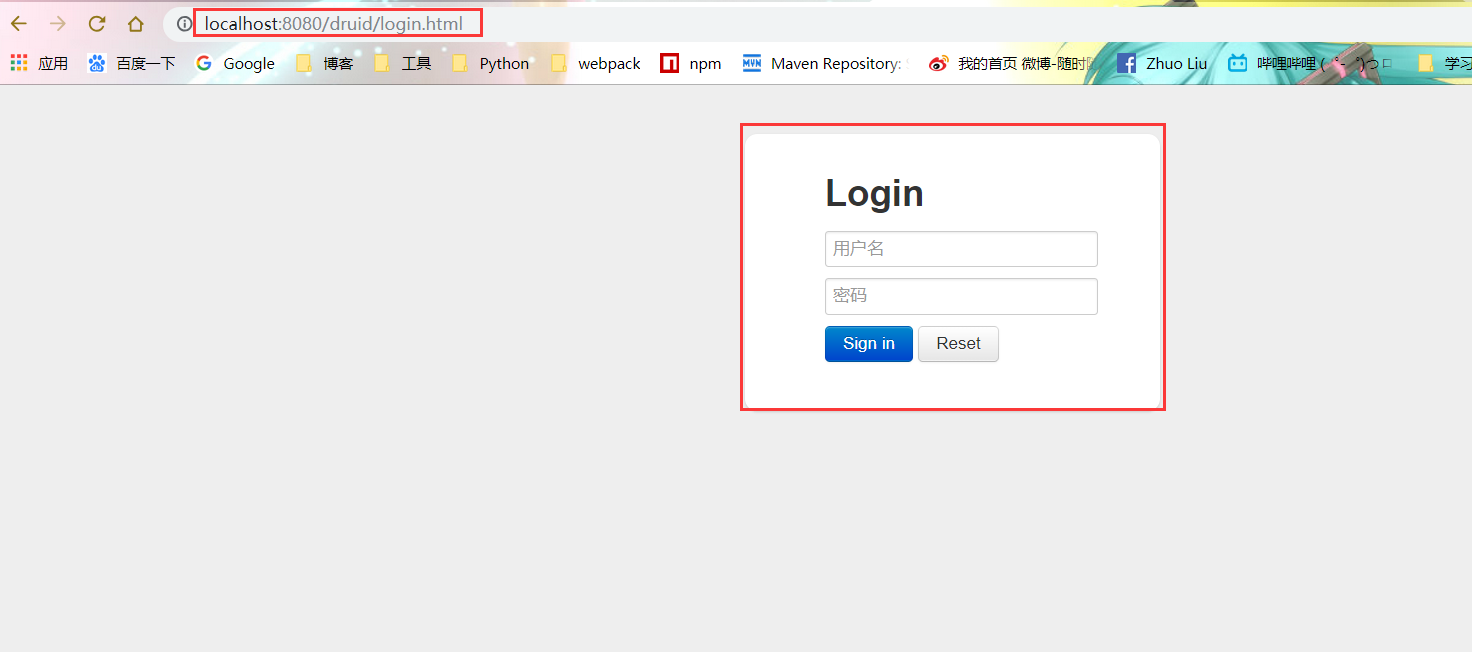 localhost:8080/druid/login.html
应用 百度一下 Google 博客 工具 Python webpack npm Maven Repository: 我的首页 微博-随时 Zhuo Liu 哔哩哔哩 ( ゜- ゜)つロ 学习
Login
用户名
密码
Sign in Reset